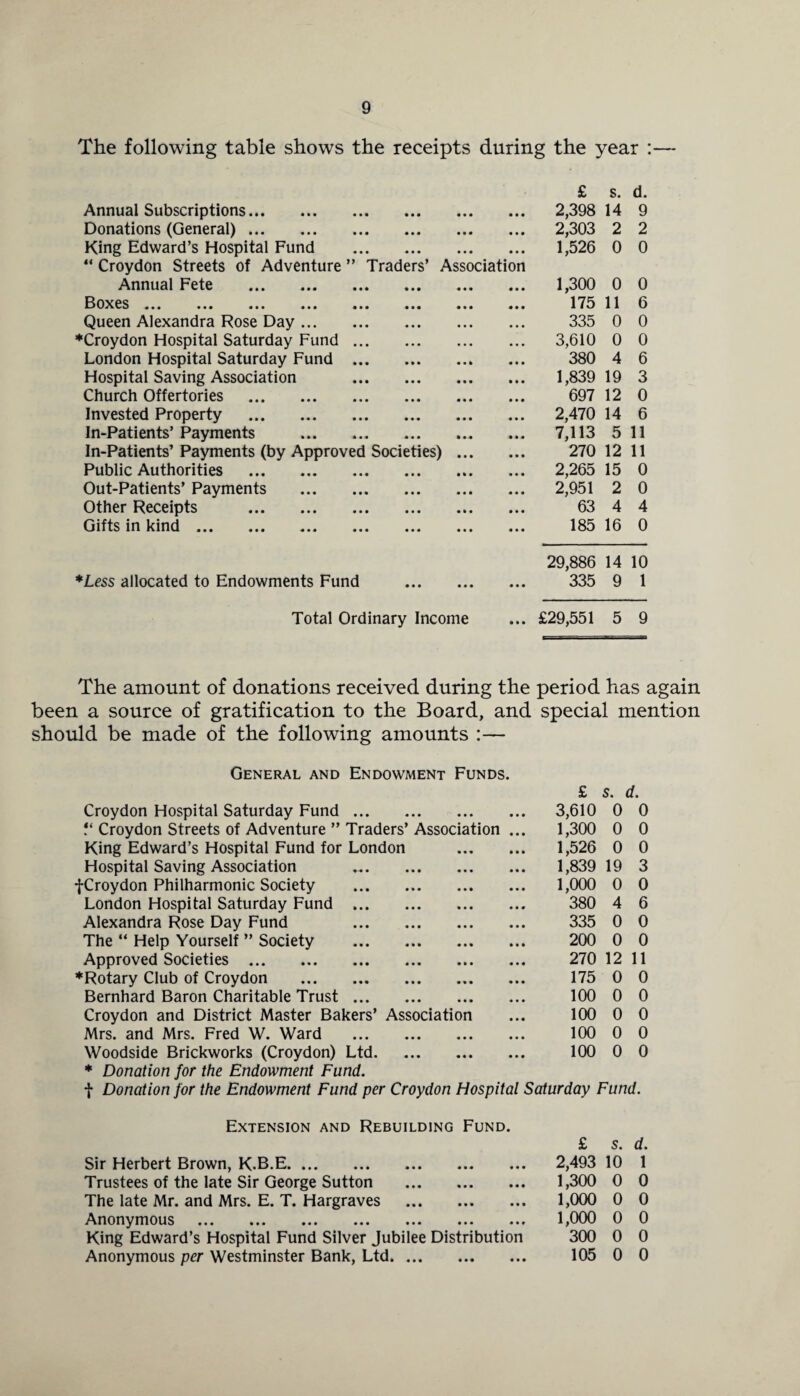 9
The following table shows the receipts during the year :—
£ s. d.
Annual Subscriptions... ... ... ... ... ... 2,398 14 9
Donations (General) ... ... ... ... ... ... 2,303 2 2
King Edward's Hospital Fund ... ... ... ... 1,526 0 0
“ Croydon Streets of Adventure ” Traders' Association
Annual Fete ... ... ... ... ... ... 1,300 0 0
Boxes ... ... ... ... ... ... ... ... 175 11 6
Queen Alexandra Rose Day ... ... ... ... ... 335 0 0
*Croydon Hospital Saturday Fund ... ... ... ... 3,610 0 0
London Hospital Saturday Fund ... ... ... ... 380 4 6
Hospital Saving Association ... ... ... ... 1,839 19 3
Church Offertories ... ... ... ... ... ... 697 12 0
Invested Property ... ... ... ... ... ... 2,470 14 6
In-Patients' Payments ... ... ... ... ... 7,113 5 11
In-Patients' Payments (by Approved Societies) ... ... 270 12 11
Public Authorities ... ... ... ... ... ... 2,265 15 0
Out-Patients' Payments ... ... ... ... ... 2,951 2 0
Other Receipts ... ... ... ... ... ... 63 4 4
Gifts in kind ... ... ... ... ... ... ... 185 16 0
29,886 14 10
*Less allocated to Endowments Fund ... ... ... 335 9 1
Total Ordinary Income ... £29,551 5 9
The amount of donations received during the period has again
been a source of gratification to the Board, and special mention
should be made of the following amounts :—
General and Endowment Funds.
£ s. d.
Croydon Hospital Saturday Fund ... ... ... ... 3,610 0 0
“ Croydon Streets of Adventure ” Traders' Association ... 1,300 0 0
King Edward's Hospital Fund for London ... ... 1,526 0 0
Hospital Saving Association ... ... ... ... 1,839 19 3
†Croydon Philharmonic Society ... ... ... ... 1,000 0 0
London Hospital Saturday Fund ... ... ... ... 380 4 6
Alexandra Rose Day Fund ... ... ... ... 335 0 0
The “ Help Yourself ” Society ... ... ... ... 200 0 0
Approved Societies ... ... ... ... ... ... 270 12 11
*Rotary Club of Croydon ... ... ... ... ... 175 0 0
Bernhard Baron Charitable Trust ... ... ... ... 100 0 0
Croydon and District Master Bakers' Association ... 100 0 0
Mrs. and Mrs. Fred W. Ward ... ... ... ... 100 0 0
Woodside Brickworks (Croydon) Ltd. ... ... ... 100 0 0
* Donation for the Endowment Fund.
† Donation for the Endowment Fund per Croydon Hospital Saturday Fund.
Extension and Rebuilding Fund.
£ s. d.
Sir Herbert Brown, K.B.E. ... ... ... ... ... 2,493 10 1
Trustees of the late Sir George Sutton ... ... ... 1,300 0 0
The late Mr. and Mrs. E. T. Hargraves ... ... ... 1,000 0 0
Anonymous ... ... ... ... ... ... ... 1,000 0 0
King Edward's Hospital Fund Silver Jubilee Distribution 300 0 0
Anonymous per Westminster Bank, Ltd. ... ... ... 105 0 0